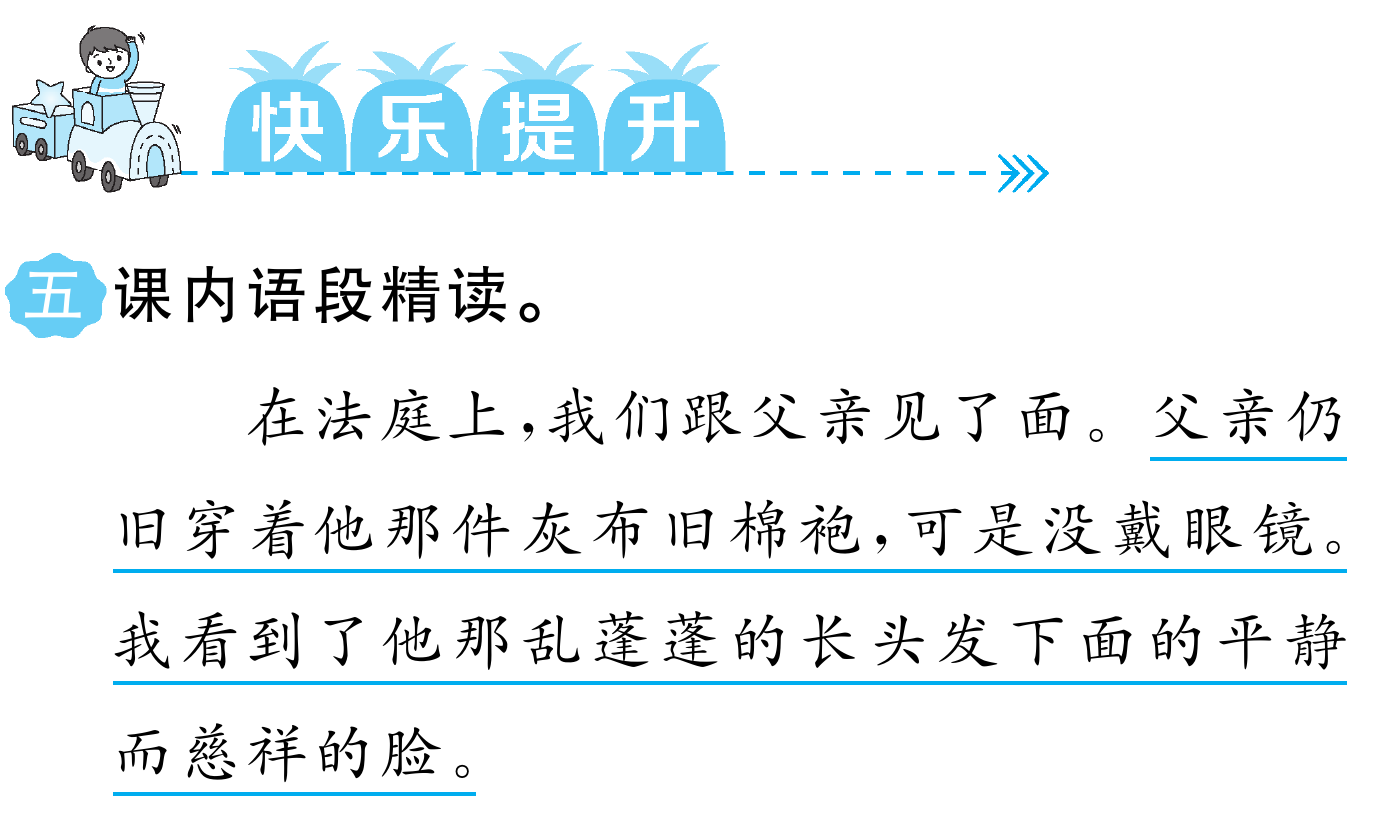 快乐提升
五 课内语段精读。
在法庭上,我们跟父亲见了面。父亲仍
旧穿着他那件灰布旧棉袍,可是没戴眼镜。
我看到了他那乱蓬蓬的长头发下面的平静
而慈祥的脸。